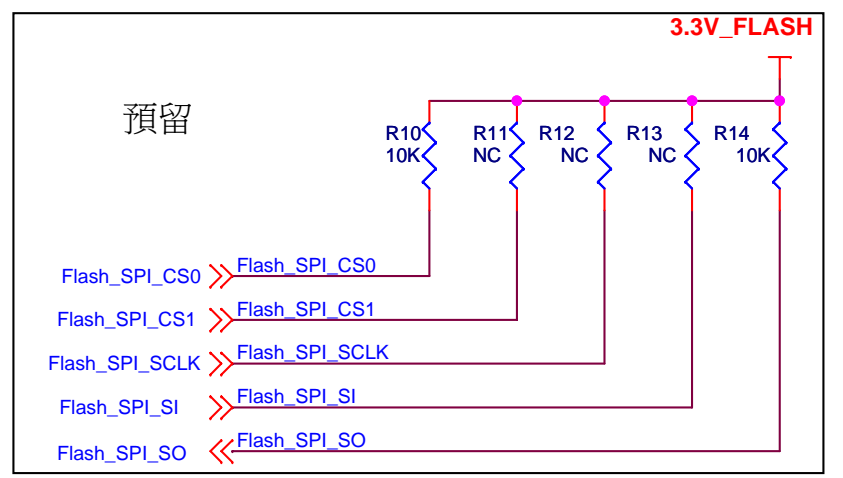 3.3V_FLASH
預留
R10 R11 R12 R13 R14
10K NC NC NC 10K
Flash_SPI_CS0 Flash_SPI_CS0
Flash_SPI_CS1 Flash_SPI_CS1
Flash_SPI_SCLK Flash_SPI_SCLK
Flash_SPI_SI Flash_SPI_SI
Flash_SPI_SO Flash_SPI_SO